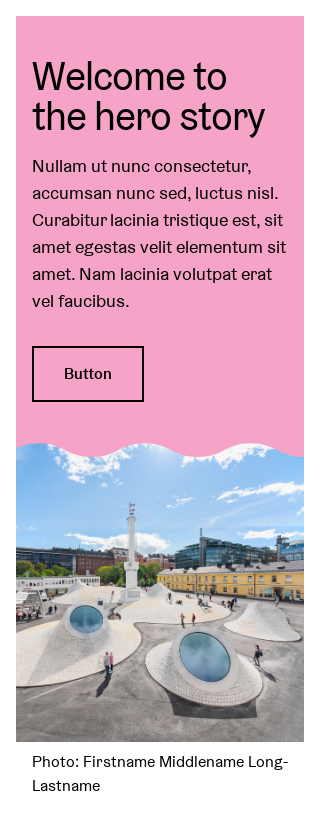 Welcome to
the hero story
Nullam ut nunc consectetur,
accumsan nunc sed, luctus nisl.
Curabitur lacinia tristique est, sit
amet egestas velit elementum sit
amet. Nam lacinia volutpat erat
vel faucibus.
Button
Photo: Firstname Middlename Long-
Lastname